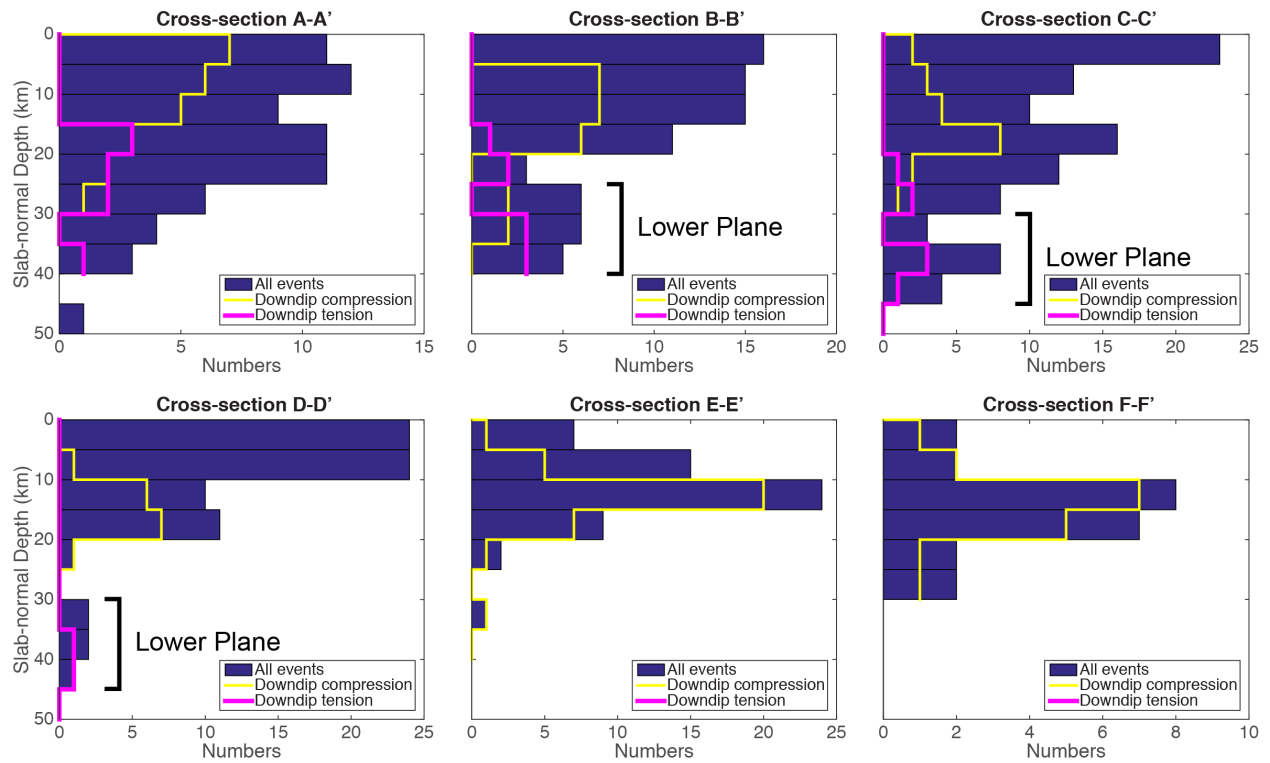 Cross-section A-A’
Cross-section B-B’
Cross-section C-C’
Slab-normal Depth (km)
0
10
20
30
40
50
0
5
10
15
Numbers
All events
Downdip compression
Downdip tension
0
5
10
15
20
Numbers
Lower Plane
All events
Downdip compression
Downdip tension
0
5
10
15
20
25
Numbers
Lower Plane
All events
Downdip compression
Downdip tension
Cross-section D-D’
Cross-section E-E’
Cross-section F-F’
Slab-normal Depth (km)
0
10
20
30
40
50
0
5
10
15
20
25
Numbers
Lower Plane
All events
Downdip compression
Downdip tension
0
5
10
15
20
25
Numbers
All events
Downdip compression
Downdip tension
0
2
4
6
8
10
Numbers
All events
Downdip compression
Downdip tension